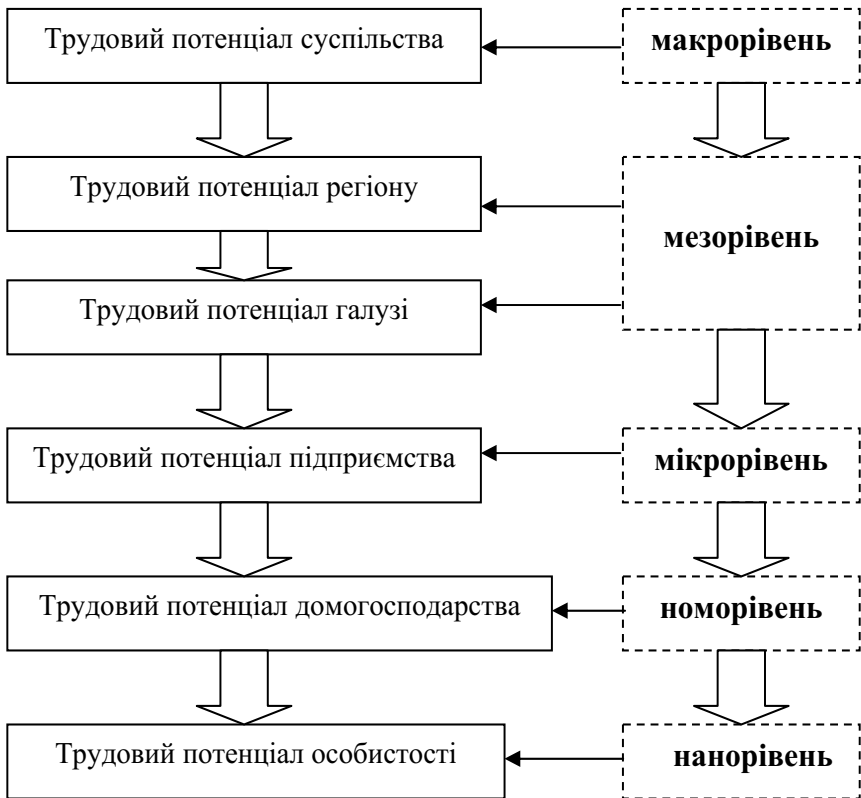 Трудовий потенціал суспільства
макрорівень
Трудовий потенціал регіону
мезорівень
Трудовий потенціал галузі
Трудовий потенціал підприємства
мікрорівень
Трудовий потенціал домогосподарства
номорівень
Трудовий потенціал особистості
нанорівень